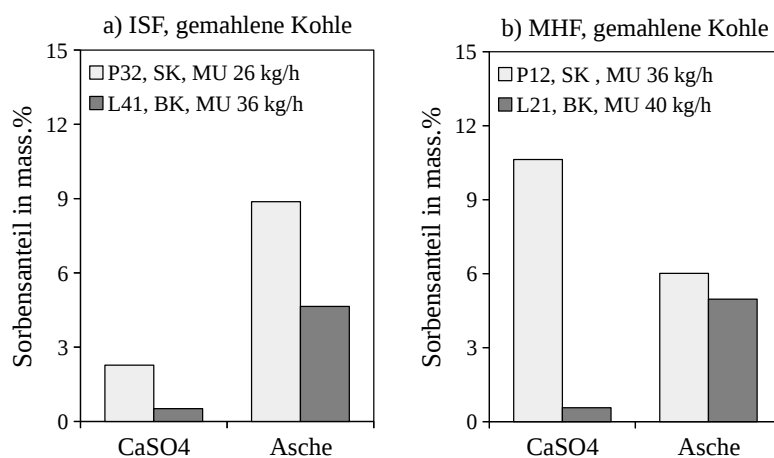 a) ISF, gemahlene Kohle
Sorbensanteil in mass.%
15
12
9
6
3
0
P32, SK, MU 26 kg/h
L41, BK, MU 36 kg/h
CaSO4
Asche
b) MHF, gemahlene Kohle
Sorbensanteil in mass.%
15
12
9
6
3
0
P12, SK , MU 36 kg/h
L21, BK, MU 40 kg/h
CaSO4
Asche